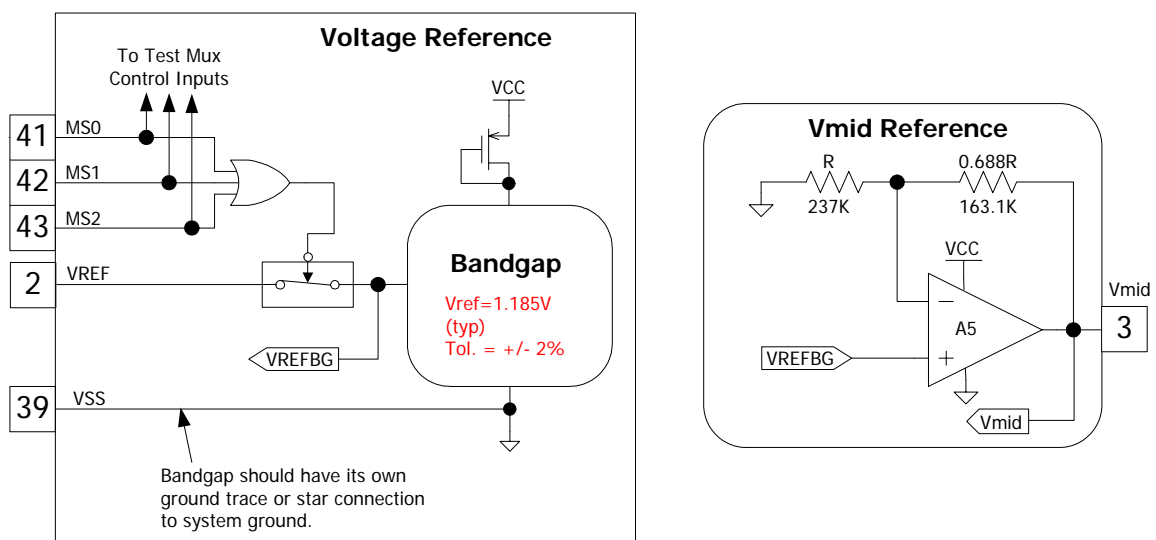 Voltage Reference
To Test Mux
Control Inputs
VCC
41
MS0
42
MS1
43
MS2
2
VREF
Bandgap
Vref=1.185V
(typ)
Tol. = +/- 2%
VREFBG
39
VSS
Bandgap should have its own
ground trace or star connection
to system ground.
Vmid Reference
R
0.688R
237K
163.1K
VCC
Vmid
A5
3
VREFBG
Vmid